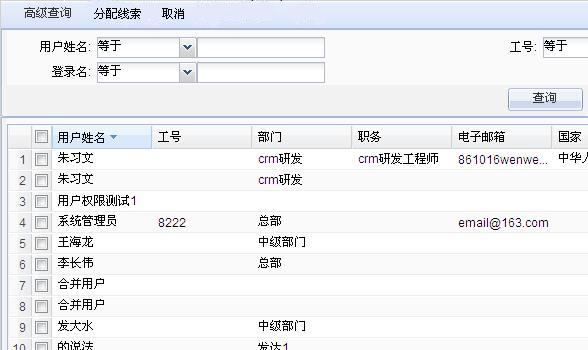 高级查询 分配线索 取消
用户姓名: 等于 工号: 等于
登录名: 等于
查询
用户姓名 工号 部门 职务 电子邮箱 国家
1 朱习文 crm研发 crm研发工程师 861016wenwe... 中华
2 朱习文 crm研发
3 用户权限测试1
4 系统管理员 8222 总部 email@163.com
5 王海龙 中级部门
6 李长伟 总部
7 合并用户
8 合并用户
9 发大水 中级部门
10 的说法 发达1